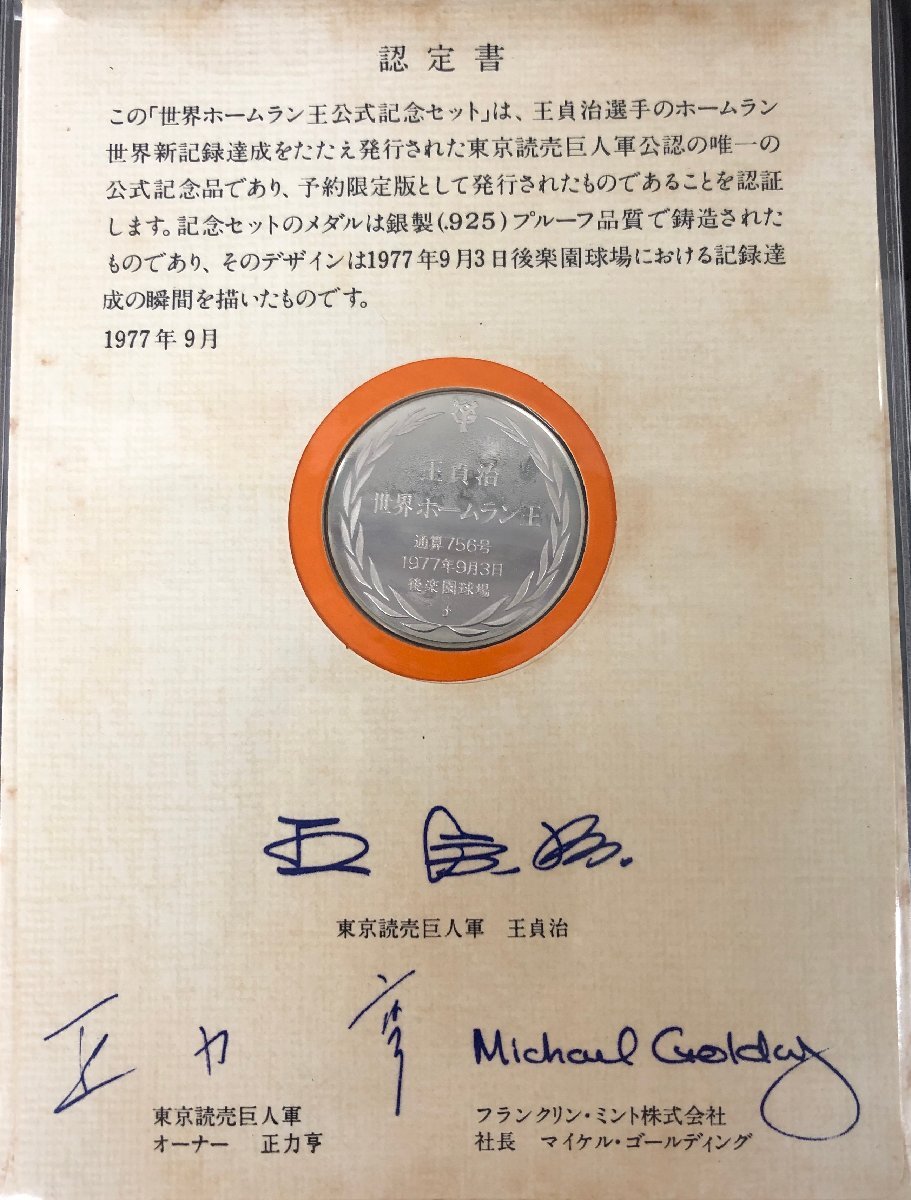 認定書
この「世界ホームラン王公式記念セット」は、王貞治選手のホームラン
世界新記録達成をたたえ発行された東京読売巨人軍公認の唯一の
公式記念品であり、予約限定版として発行されたものであることを認証
します。記念セットのメダルは銀製(.925)プルーフ品質で鋳造された
ものであり、そのデザインは1977年9月3日後楽園球場における記録達
成の瞬間を描いたものです。
1977年9月
王貞治
世界ホームラン王
通算756号
1977年9月3日
後楽園球場
王貞治
東京読売巨人軍 王貞治
正力亨
Michael Golding
東京読売巨人軍
オーナー 正力亨
フランクリン・ミント株式会社
社長 マイケル・ゴールディング